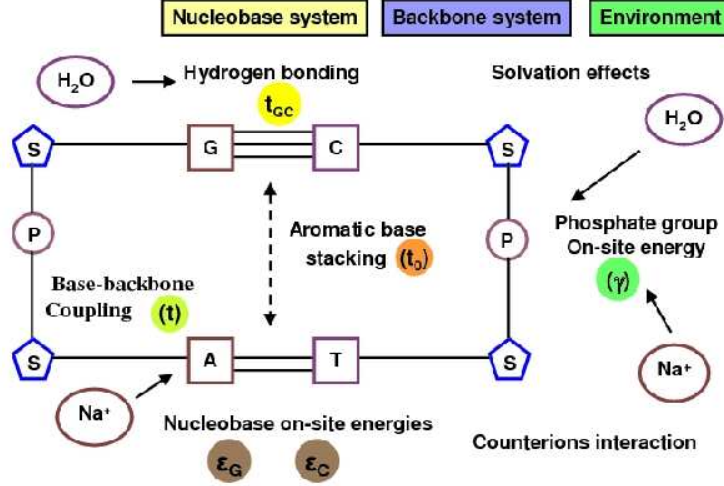 Nucleobase system
Backbone system
Environment
H2O
Hydrogen bonding
tGC
Solvation effects
H2O
S
G
C
S
P
Aromatic base
stacking (t0)
P
Phosphate group
On-site energy
(γ)
Base-backbone
Coupling (t)
S
A
T
S
Na+
Na+
Nucleobase on-site energies
εG
εC
Counterions interaction